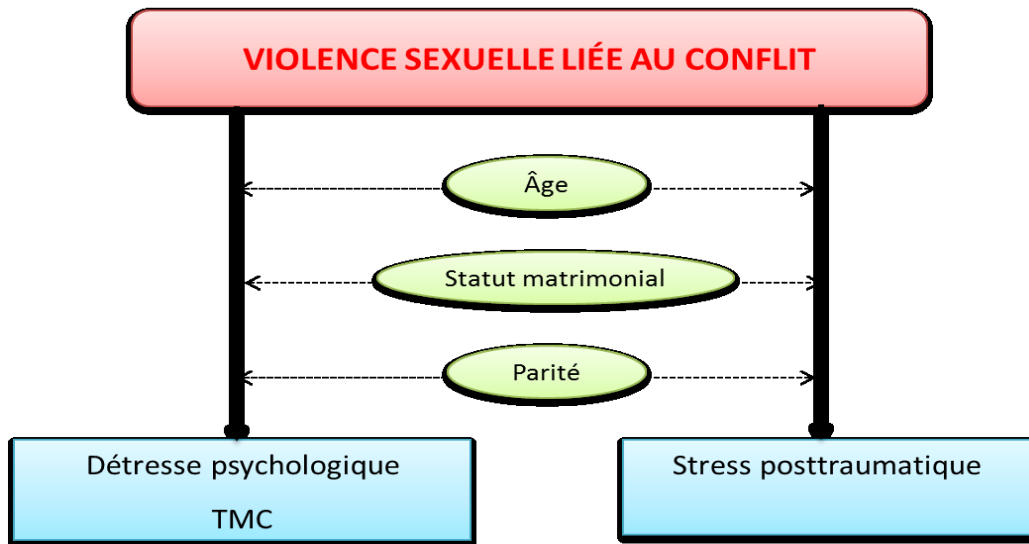 VIOLENCE SEXUELLE LIÉE AU CONFLIT
Âge
Statut matrimonial
Parité
Détresse psychologique
TMC
Stress posttraumatique